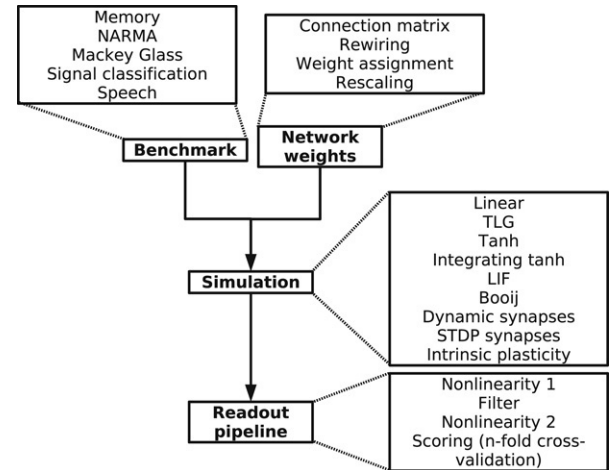 Memory
NARMA
Mackey Glass
Signal classification
Speech
Connection matrix
Rewiring
Weight assignment
Rescaling
Benchmark
Network
weights
Linear
TLG
Tanh
Integrating tanh
LIF
Booij
Dynamic synapses
STDP synapses
Intrinsic plasticity
Simulation
Readout
pipeline
Nonlinearity 1
Filter
Nonlinearity 2
Scoring (n-fold cross-
validation)